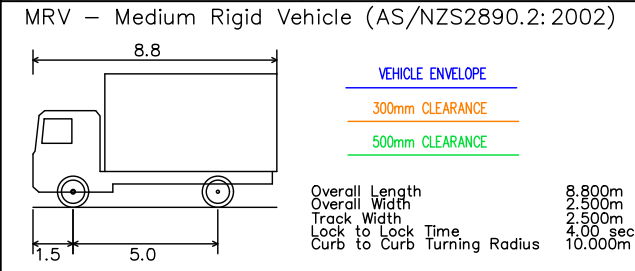 MRV – Medium Rigid Vehicle (AS/NZS2890.2:2002)
8.8
VEHICLE ENVELOPE
300mm CLEARANCE
500mm CLEARANCE
Overall Length 8.800m
Overall Width 2.500m
Track Width 2.500m
Lock to Lock Time 4.00 sec
Curb to Curb Turning Radius 10.000m
1.5 5.0